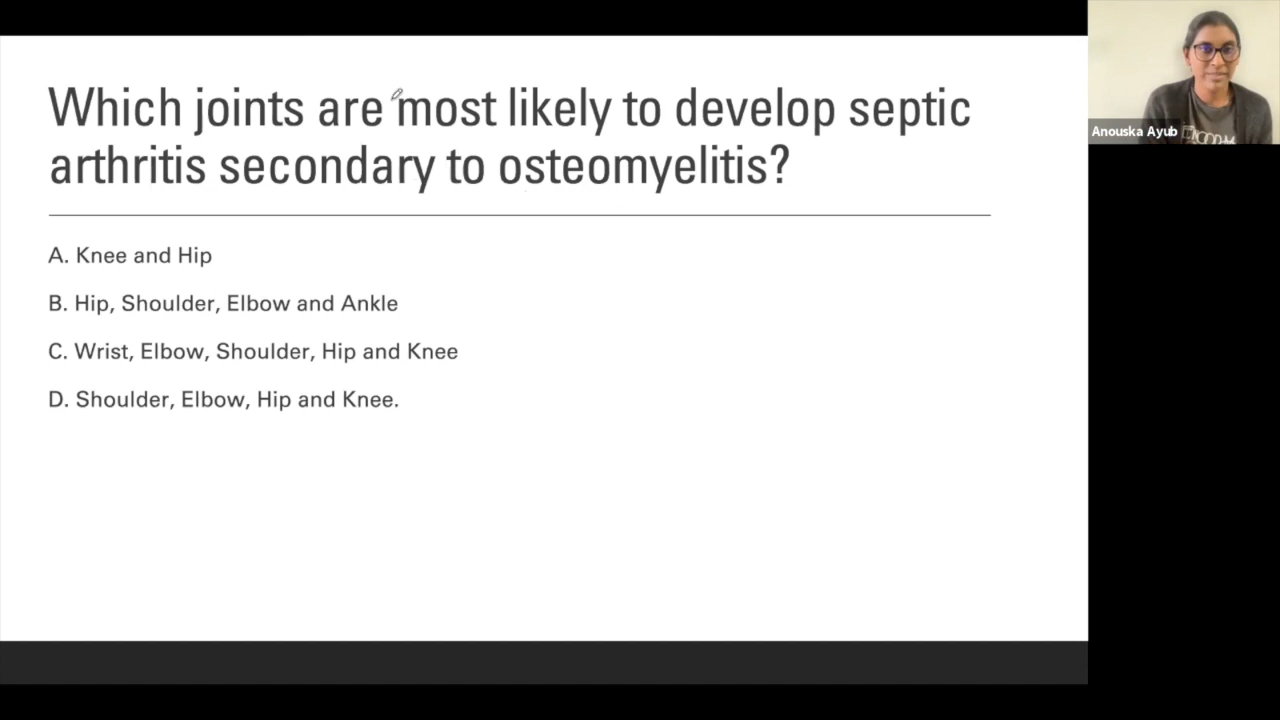 Which joints are most likely to develop septic
arthritis secondary to osteomyelitis?
A. Knee and Hip
B. Hip, Shoulder, Elbow and Ankle
C. Wrist, Elbow, Shoulder, Hip and Knee
D. Shoulder, Elbow, Hip and Knee.
Anouska Ayub